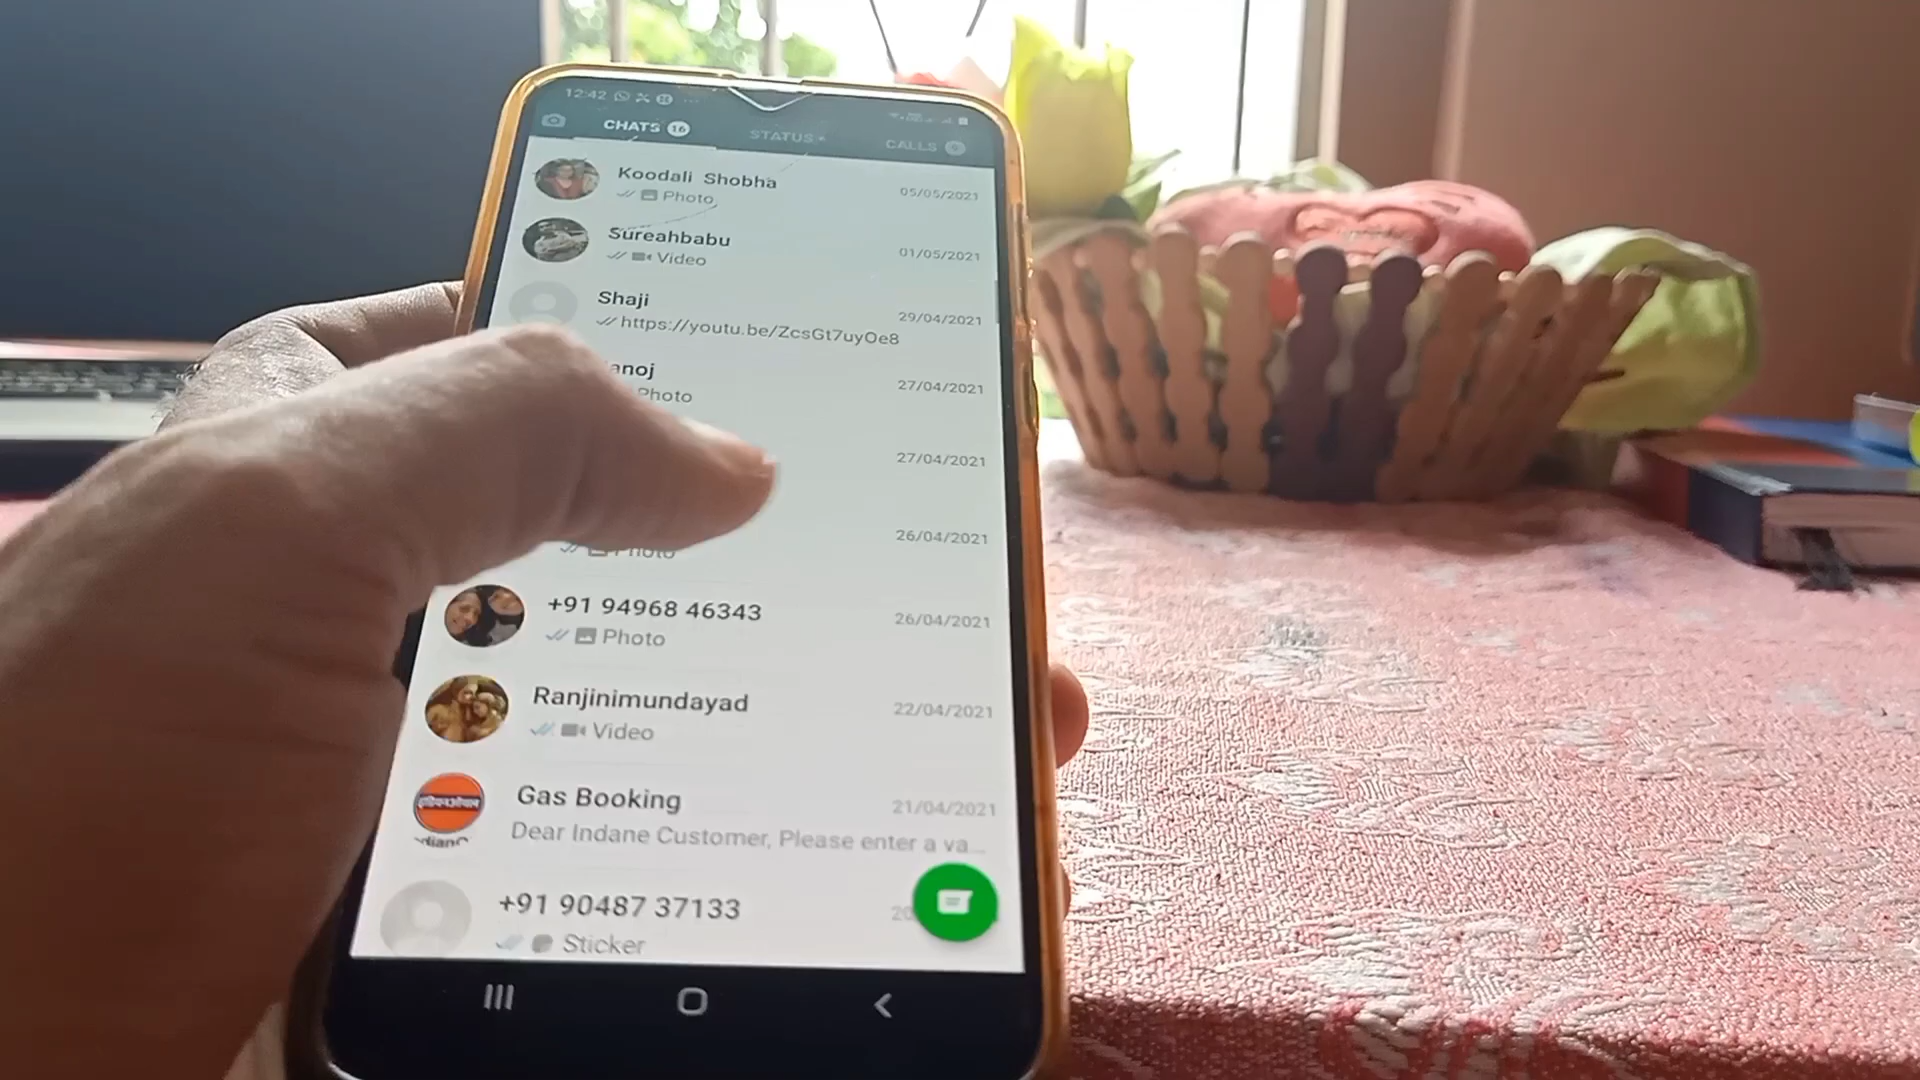 12:42
CHATS 16 STATUS CALLS
Koodali Shobha 05/05/2021
Photo
Sureahbabu 01/05/2021
Video
Shaji 29/04/2021
https://youtu.be/ZcsGt7uyOe8
anoj 27/04/2021
Photo
27/04/2021
26/04/2021
Photo
+91 94968 46343 26/04/2021
Photo
Ranjinimundayad 22/04/2021
Video
Gas Booking 21/04/2021
Dear Indane Customer, Please enter a va...
+91 90487 37133 20
Sticker